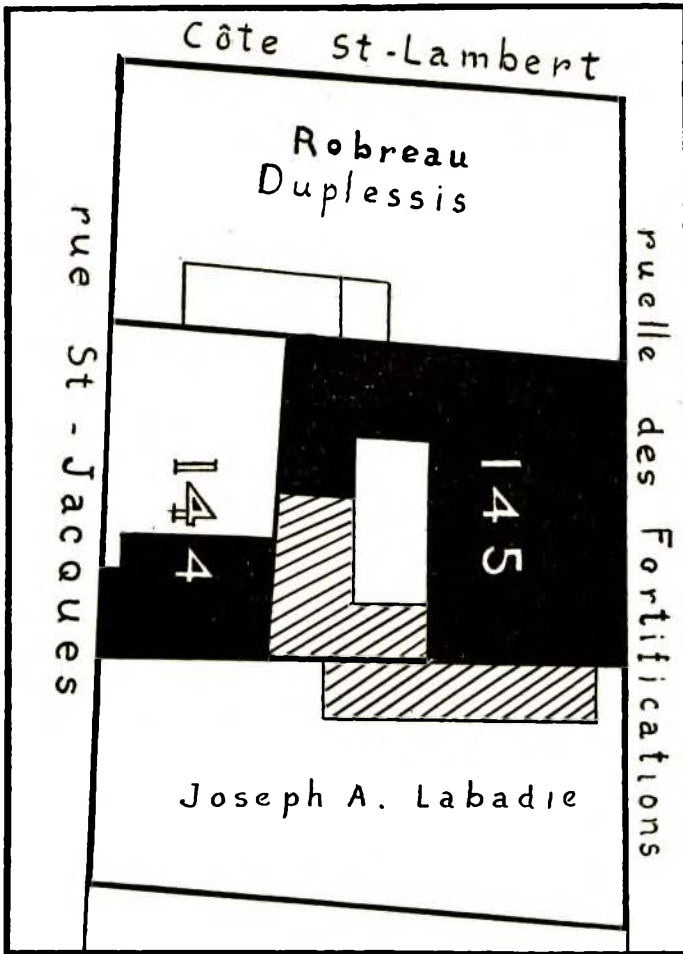 Côte St-Lambert
Robreau
Duplessis
rue St-Jacques
ruelle des Fortifications
144
145
Joseph A. Labadie